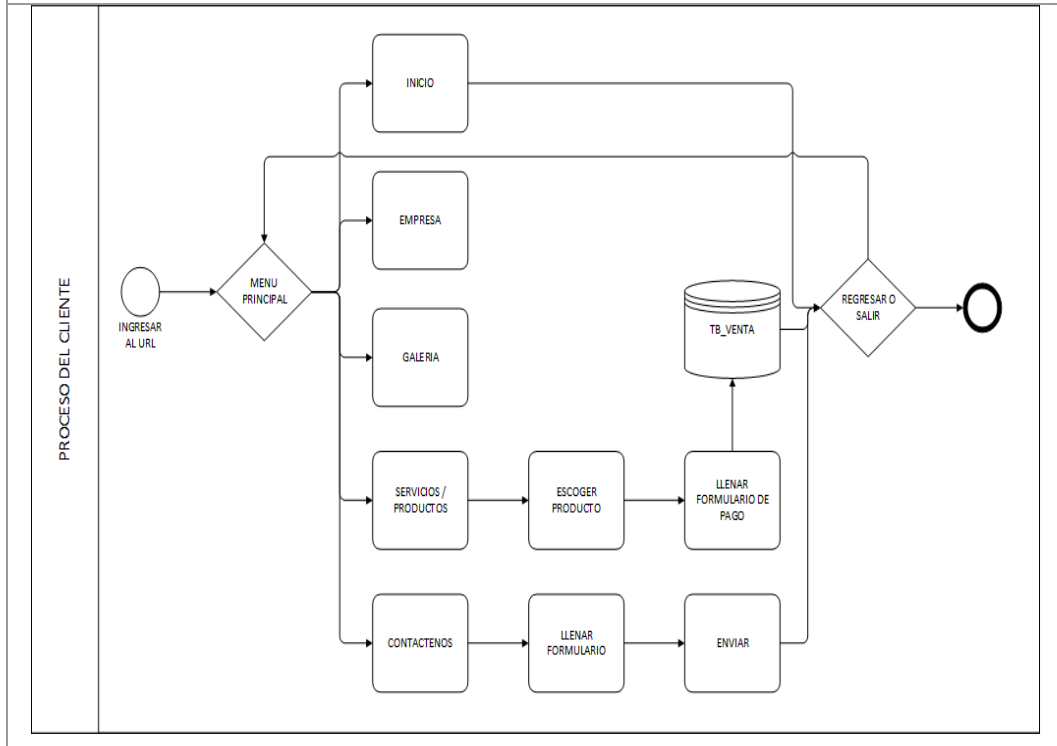 PROCESO DEL CLIENTE
INGRESAR
AL URL
MENU
PRINCIPAL
INICIO
EMPRESA
GALERIA
SERVICIOS /
PRODUCTOS
ESCOGER
PRODUCTO
LLENAR
FORMULARIO DE
PAGO
TB_VENTA
CONTACTENOS
LLENAR
FORMULARIO
ENVIAR
REGRESAR O
SALIR